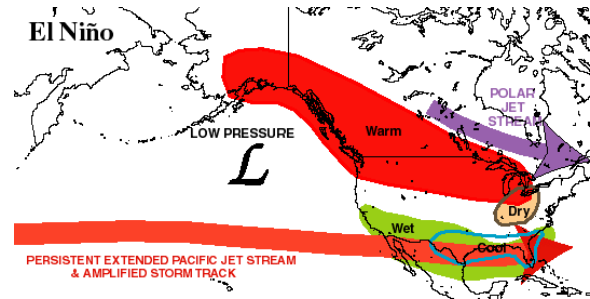 El Niño
POLAR
JET
STREAM
LOW PRESSURE
L
Warm
Dry
Wet
Cool
PERSISTENT EXTENDED PACIFIC JET STREAM
& AMPLIFIED STORM TRACK